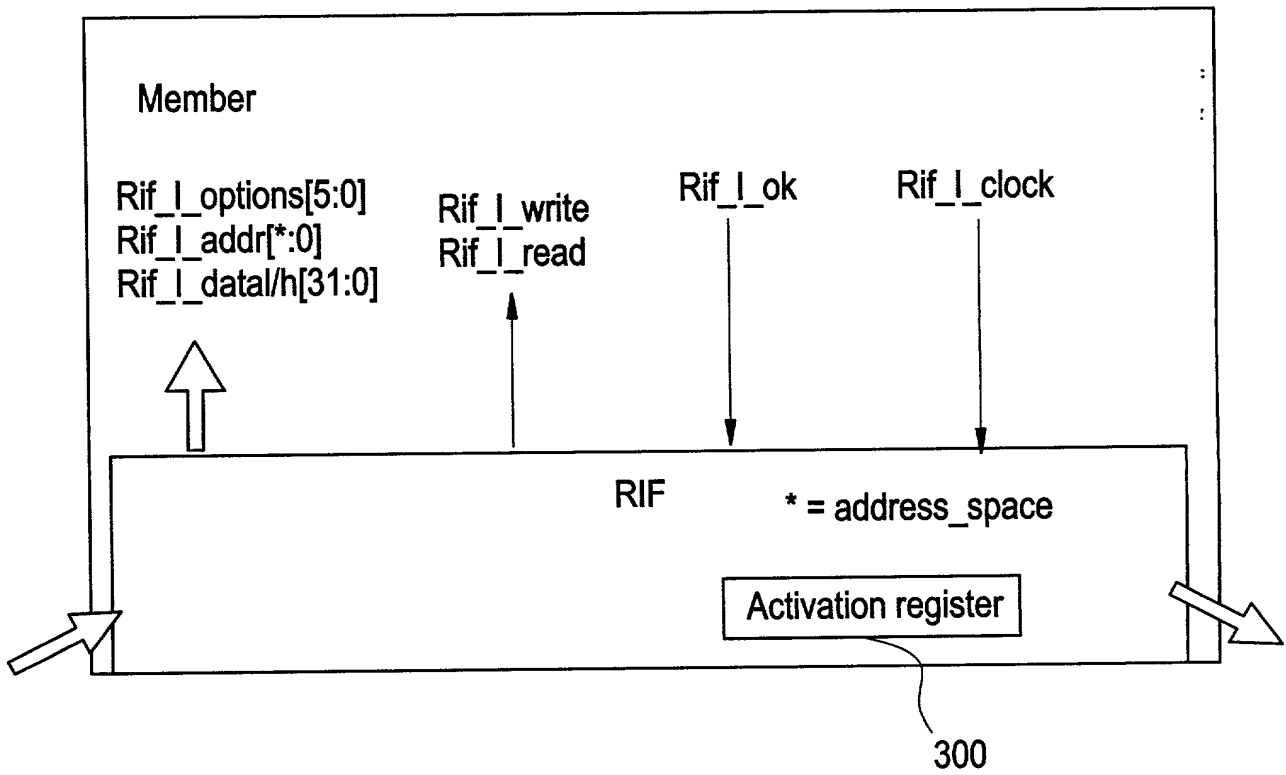 Member
Rif_I_options[5:0]
Rif_I_addr[*:0]
Rif_I_datal/h[31:0]
Rif_I_write
Rif_I_read
Rif_I_ok
Rif_I_clock
RIF
* = address_space
Activation register
300